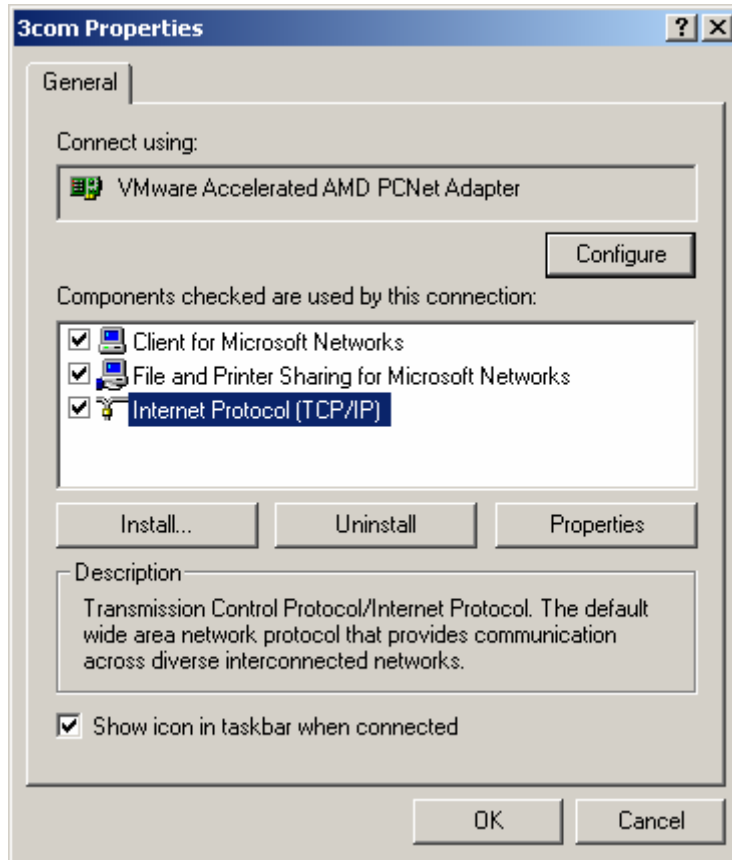 3com Properties
General
Connect using:
VMware Accelerated AMD PCNet Adapter
Configure
Components checked are used by this connection:
Client for Microsoft Networks
File and Printer Sharing for Microsoft Networks
Internet Protocol (TCP/IP)
Install...
Uninstall
Properties
Description
Transmission Control Protocol/Internet Protocol. The default
wide area network protocol that provides communication
across diverse interconnected networks.
Show icon in taskbar when connected
OK
Cancel